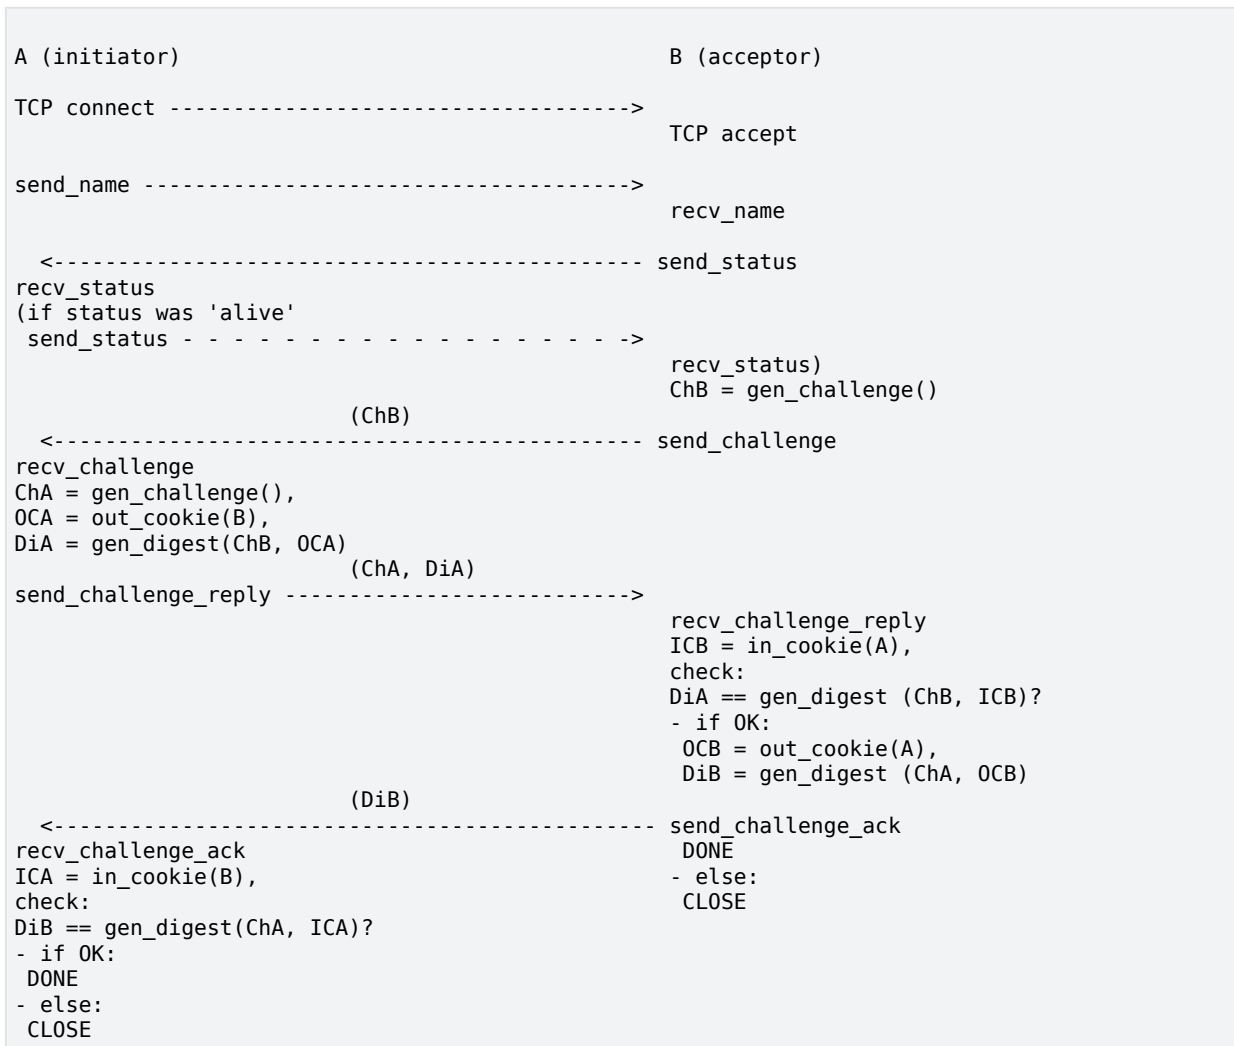 A (initiator)                                      B (acceptor)
TCP connect ------------------------------------>
                                                   TCP accept
send_name -------------------------------------->
                                                   recv_name
  <---------------------------------------------- send_status
recv_status
(if status was 'alive'
 send_status - - - - - - - - - - - - - - - - - ->
                                                   recv_status)
                                                   ChB = gen_challenge()
                          (ChB)
  <---------------------------------------------- send_challenge
recv_challenge
ChA = gen_challenge(),
OCA = out_cookie(B),
DiA = gen_digest(ChB, OCA)
                          (ChA, DiA)
send_challenge_reply --------------------------->
                                                   recv_challenge_reply
                                                   ICB = in_cookie(A),
                                                   check:
                                                   DiA == gen_digest (ChB, ICB)?
                                                   - if OK:
                                                    OCB = out_cookie(A),
                                                    DiB = gen_digest (ChA, OCB)
                          (DiB)
  <----------------------------------------------- send_challenge_ack
recv_challenge_ack                                  DONE
ICA = in_cookie(B),                                - else:
check:                                              CLOSE
DiB == gen_digest(ChA, ICA)?
- if OK:
 DONE
- else:
 CLOSE